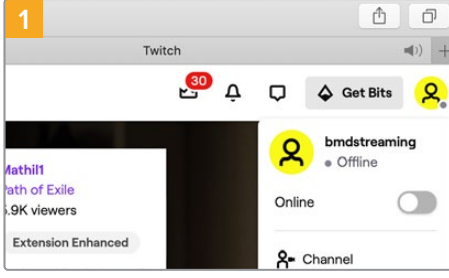 1
Twitch
30
Get Bits
bmdstreaming
Offline
Mathil1
Path of Exile
.9K viewers
Online
Extension Enhanced
Channel